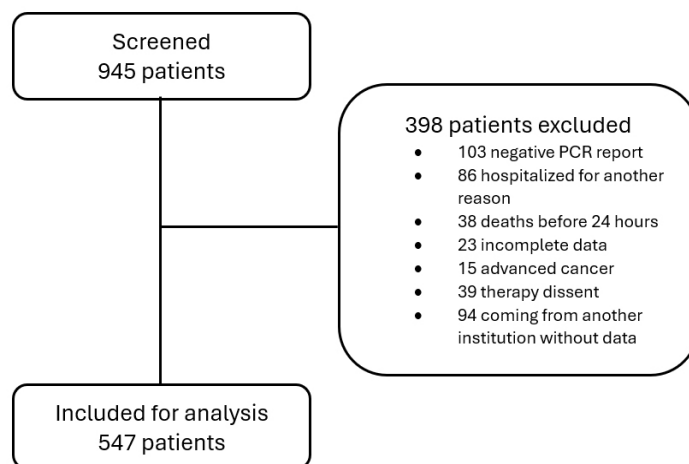 Screened
945 patients
398 patients excluded
• 103 negative PCR report
• 86 hospitalized for another
reason
• 38 deaths before 24 hours
• 23 incomplete data
• 15 advanced cancer
• 39 therapy dissent
• 94 coming from another
institution without data
Included for analysis
547 patients